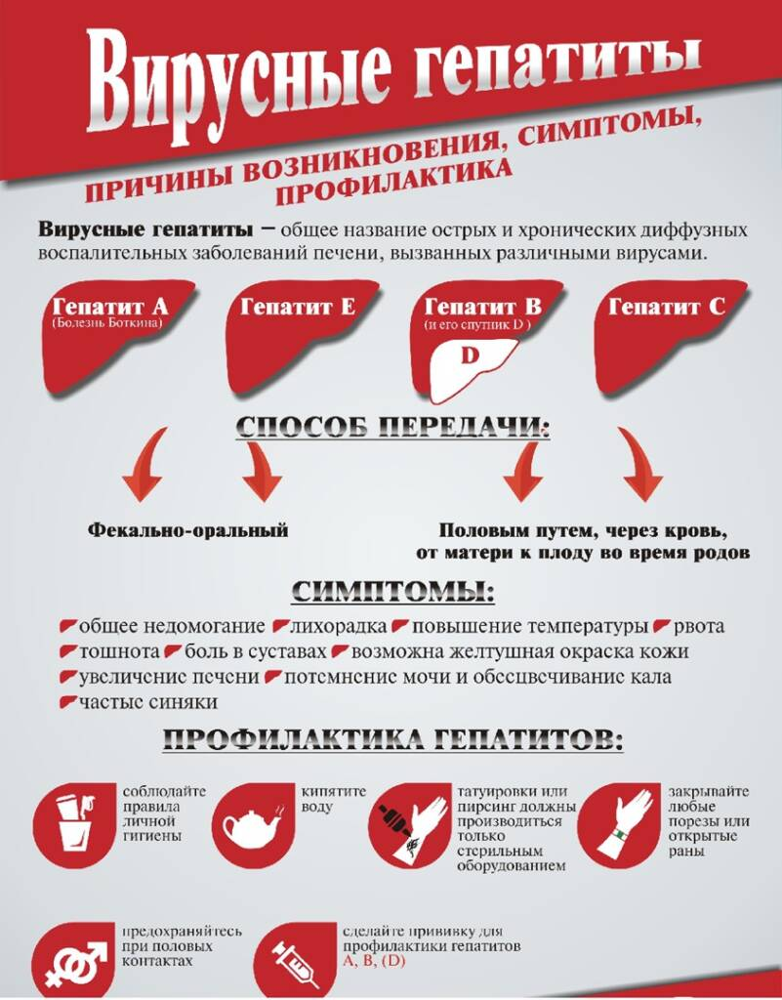 Вирусные гепатиты
ПРИЧИНЫ ВОЗНИКНОВЕНИЯ, СИМПТОМЫ,
ПРОФИЛАКТИКА
Вирусные гепатиты – общее название острых и хронических диффузных
воспалительных заболеваний печени, вызванных различными вирусами.
Гепатит А
(Болезнь Боткина)
Гепатит Е
Гепатит В
(и его спутник D )
D
Гепатит С
СПОСОБ ПЕРЕДАЧИ:
Фекально-оральный
Половым путем, через кровь,
от матери к плоду во время родов
СИМПТОМЫ:
общее недомогание лихорадка повышение температуры рвота
тошнота боль в суставах возможна желтушная окраска кожи
увеличение печени потемнение мочи и обесцвечивание кала
частые синяки
ПРОФИЛАКТИКА ГЕПАТИТОВ:
соблюдайте
правила
личной
гигиены
кипятите
воду
татуировки или
пирсинг должны
производиться
только
стерильным
оборудованием
закрывайте
любые
порезы или
открытые
раны
предохраняйтесь
при половых
контактах
сделайте прививку для
профилактики гепатитов
А, В, (D)